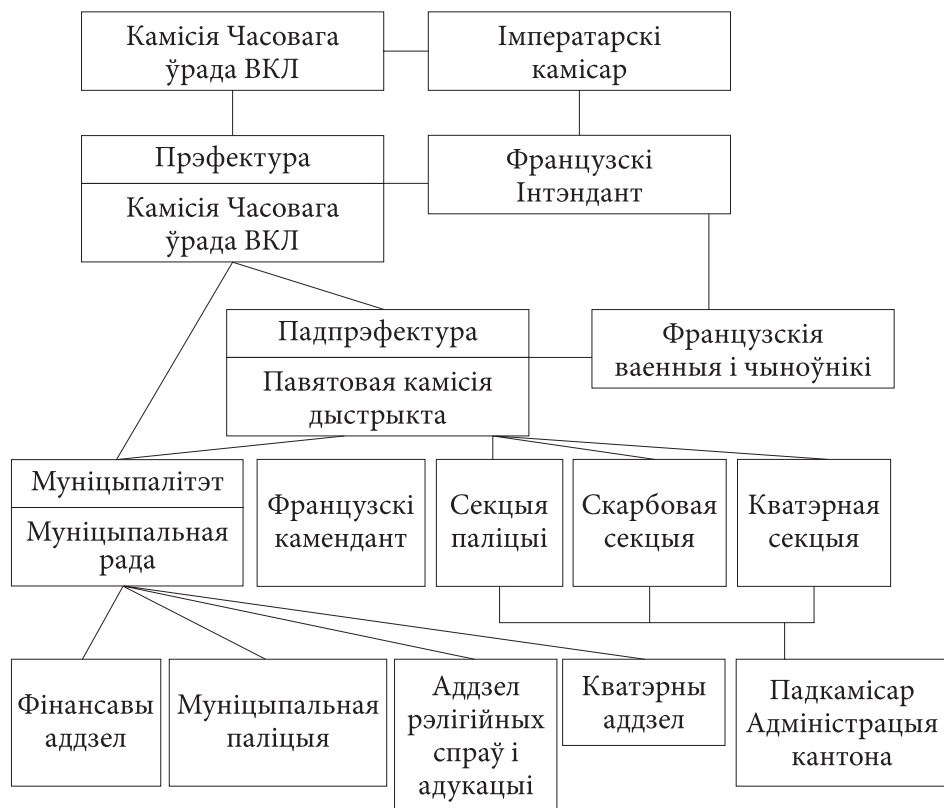 Камісія Часовага
ўрада ВКЛ
Імператарскі
камісар
Прэфектура
Камісія Часовага
ўрада ВКЛ
Французскі
Інтэндант
Падпрэфектура
Павятовая камісія
дыстрыкта
Французскія
ваенныя і чыноўнікі
Муніцыпалітэт
Муніцыпальная
рада
Французскі
камендант
Секцыя
паліцыі
Скарбовая
секцыя
Кватэрная
секцыя
Фінансавы
аддзел
Муніцыпальная
паліцыя
Аддзел
рэлігійных
спраў і
адукацыі
Кватэрны
аддзел
Падкамісар
Адміністрацыя
кантона